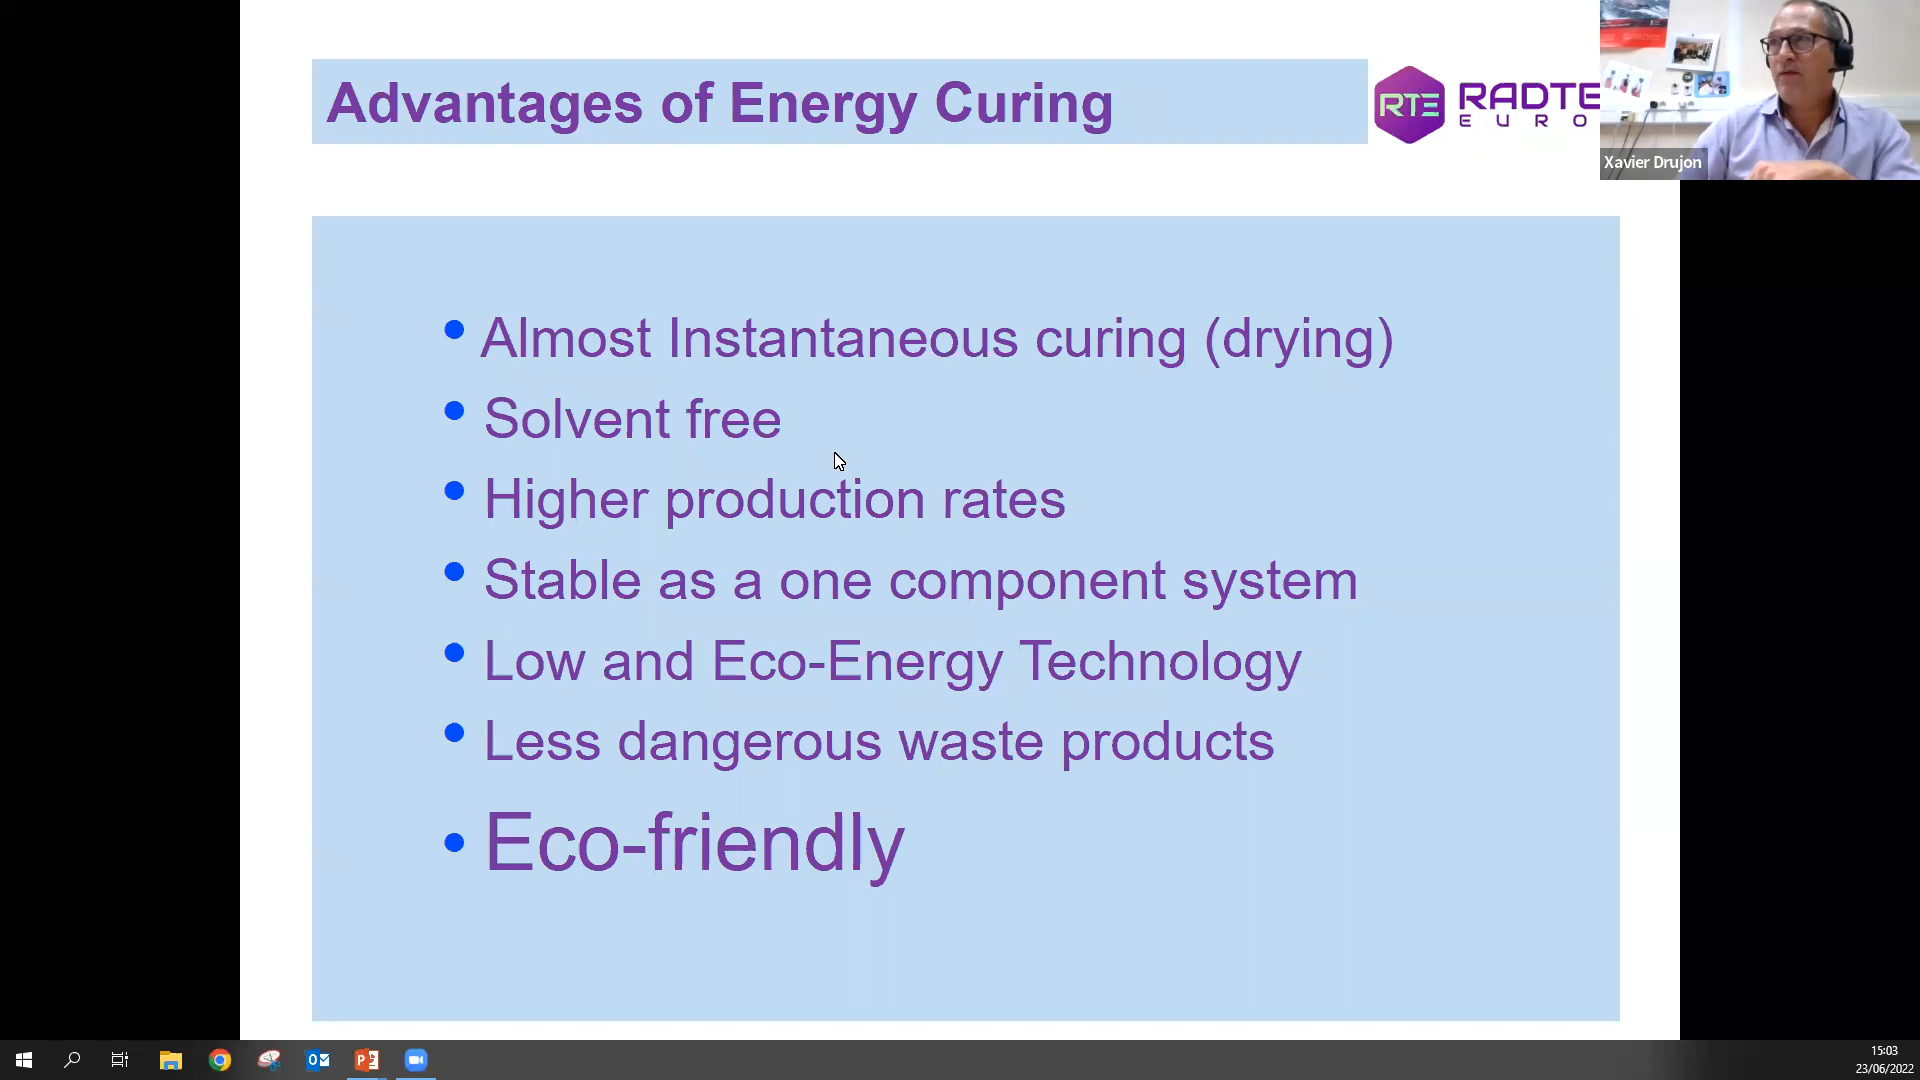 Advantages of Energy Curing
RTE RADTE
EURO
Xavier Drujon
• Almost Instantaneous curing (drying)
• Solvent free
• Higher production rates
• Stable as a one component system
• Low and Eco-Energy Technology
• Less dangerous waste products
• Eco-friendly
15:03
23/06/2022